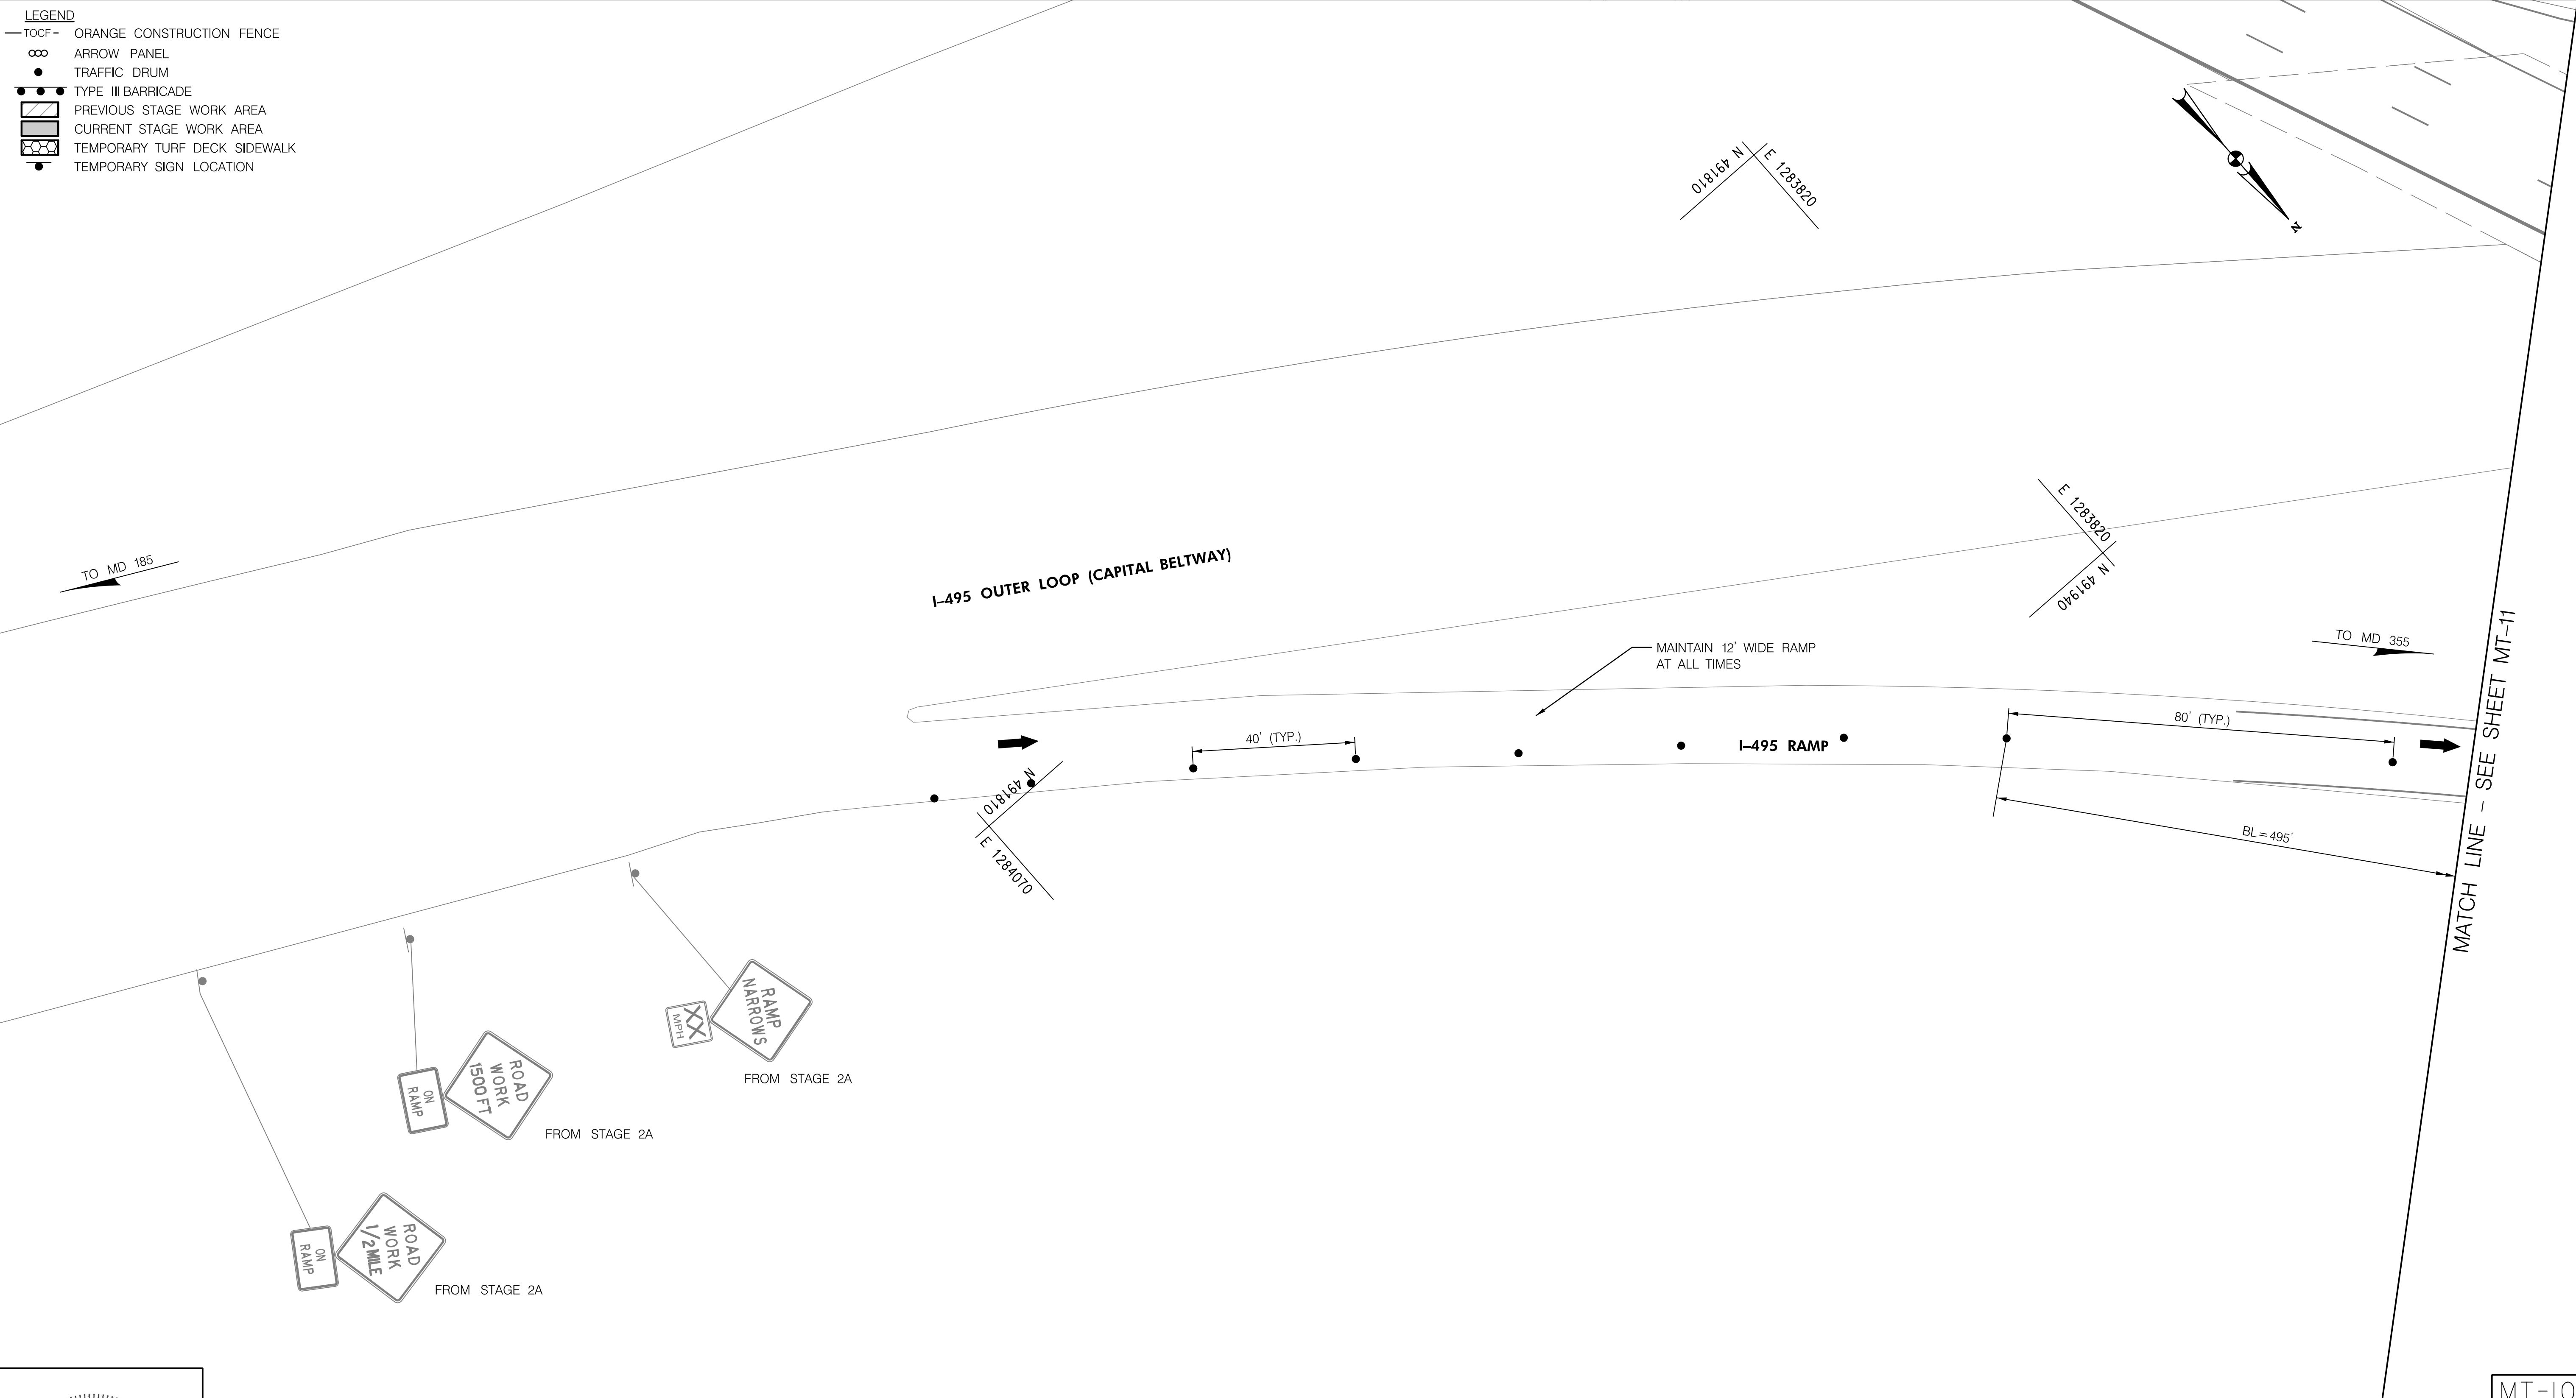 LEGEND
TOCF
ORANGE CONSTRUCTION FENCE
ARROW PANEL
TRAFFIC DRUM
TYPE III BARRICADE
PREVIOUS STAGE WORK AREA
CURRENT STAGE WORK AREA
TEMPORARY TURF DECK SIDEWALK
TEMPORARY SIGN LOCATION
N 491810
E 1283820
N
E 1283820
N 491940
TO MD 185
I-495 OUTER LOOP (CAPITAL BELTWAY)
MAINTAIN 12' WIDE RAMP
AT ALL TIMES
TO MD 355
40' (TYP.)
I-495 RAMP
80' (TYP.)
BL=495'
N 491810
E 1284070
MATCH LINE - SEE SHEET MT-11
RAMP
NARROWS
XX
MPH
FROM STAGE 2A
ROAD
WORK
1500 FT
ON
RAMP
FROM STAGE 2A
ROAD
WORK
1/2 MILE
ON
RAMP
FROM STAGE 2A
MT-10